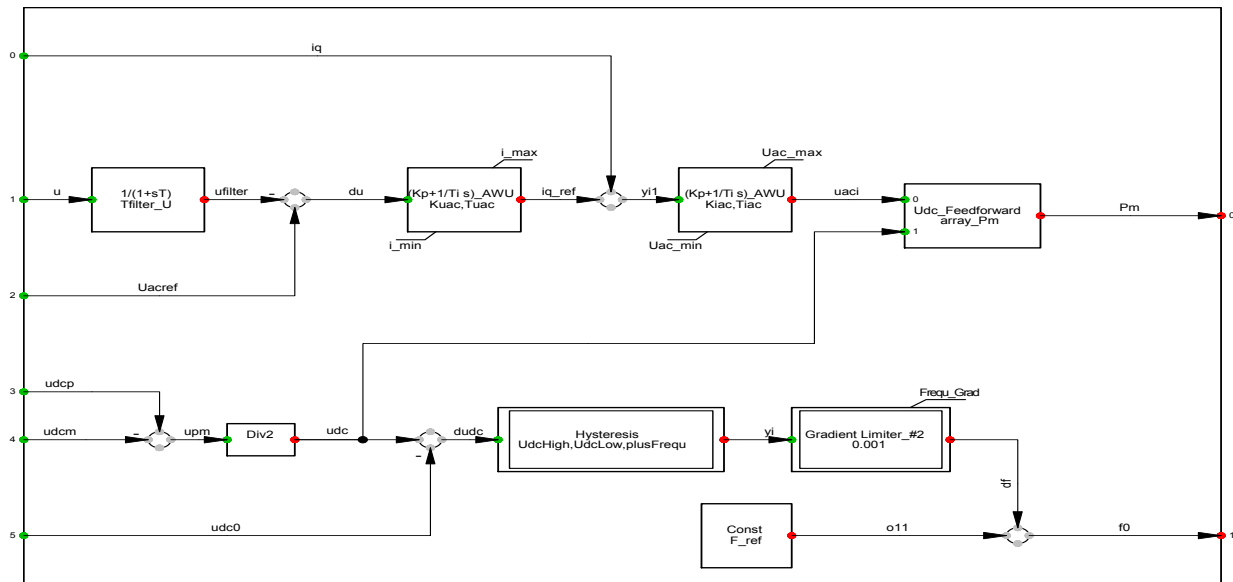 0
iq
i_max
Uac_max
1
u
1/(1+sT)
Tfilter_U
ufilter
-
du
(Kp+1/Ti s)_AWU
Kuac,Tuac
iq_ref
yi1
(Kp+1/Ti s)_AWU
Kiac,Tiac
uaci
0
1
Udc_Feedforward
array_Pm
Pm
0
i_min
Uac_min
2
Uacref
3
udcp
4
udcm
-
upm
Div2
udc
-
dudc
Hysteresis
UdcHigh,UdcLow,plusFrequ
yi
Frequ_Grad
Gradient Limiter_#2
0.001
df
5
udc0
Const
F_ref
o11
f0
1